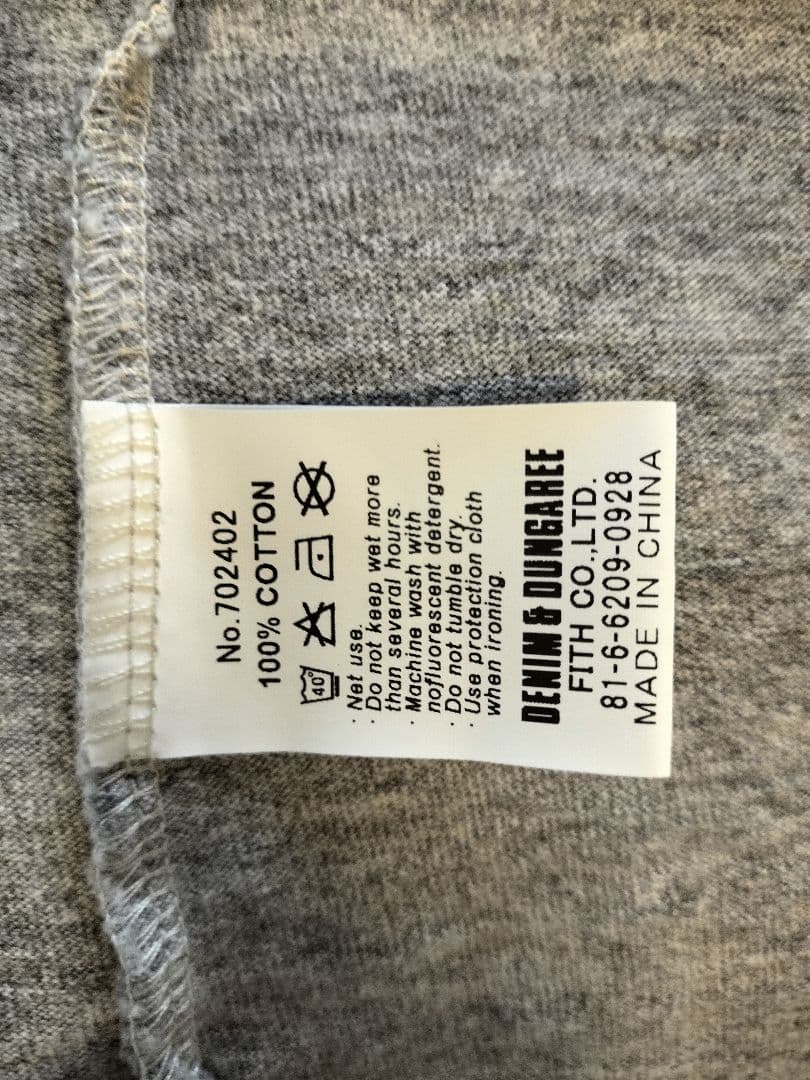 No.702402
100% COTTON
40°
· Net use.
· Do not keep wet more
than several hours.
· Machine wash with
nofluorescent detergent.
· Do not tumble dry.
· Use protection cloth
when ironing.
DENIM & DUNGAREE
FITH CO.,LTD.
81-6-6209-0928
MADE IN CHINA